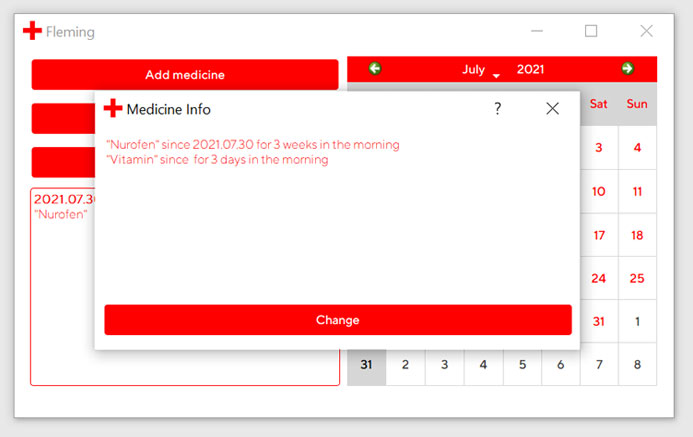 Fleming
Add medicine
July 2021
Medicine Info
?
"Nurofen" since 2021.07.30 for 3 weeks in the morning
"Vitamin" since  for 3 days in the morning
Change
2021.07.3
"Nurofen"
Sat Sun
3 4
10 11
17 18
24 25
31 1
31 2 3 4 5 6 7 8